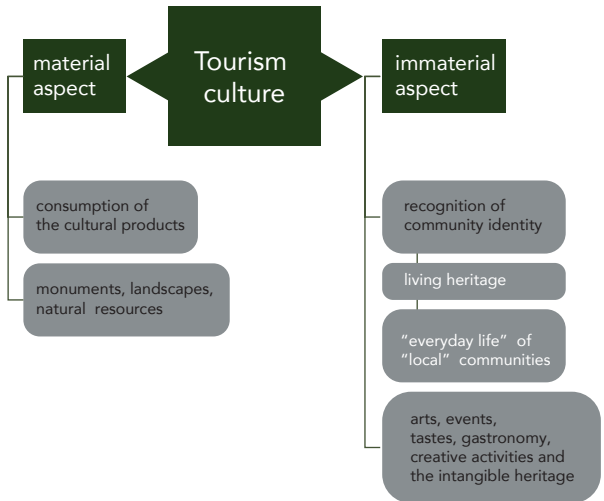 Tourism
culture
material
aspect
consumption of
the cultural products
monuments, landscapes,
natural resources
immaterial
aspect
recognition of
community identity
living heritage
“everyday life” of
“local” communities
arts, events,
tastes, gastronomy,
creative activities and
the intangible heritage